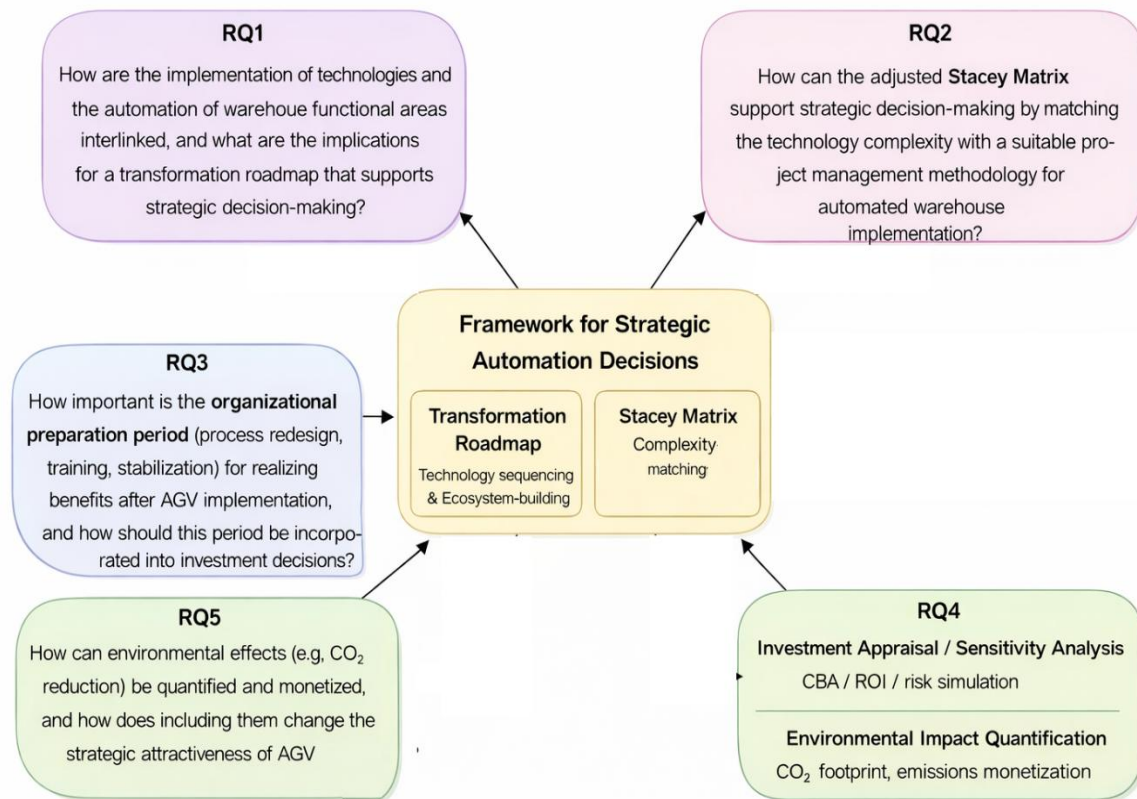 RQ1
How are the implementation of technologies and
the automation of warehoue functional areas
interlinked, and what are the implications
for a transformation roadmap that supports
strategic decision-making?
RQ2
How can the adjusted Stacey Matrix
support strategic decision-making by matching
the technology complexity with a suitable pro-
ject management methodology for
automated warehouse
implementation?
Framework for Strategic
Automation Decisions
Transformation
Roadmap
Technology sequencing
& Ecosystem-building
Stacey Matrix
Complexity
matching
RQ3
How important is the organizational
preparation period (process redesign,
training, stabilization) for realizing
benefits after AGV implementation,
and how should this period be incorpo-
rated into investment decisions?
RQ5
How can environmental effects (e.g, CO₂
reduction) be quantified and monetized,
and how does including them change the
strategic attractiveness of AGV
RQ4
Investment Appraisal / Sensitivity Analysis
CBA / ROI / risk simulation
Environmental Impact Quantification
CO₂ footprint, emissions monetization